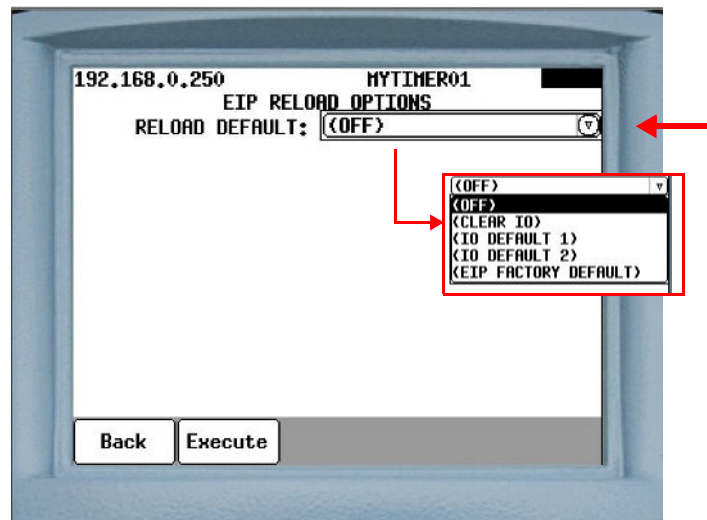 192.168.0.250 MYTIMER01
EIP RELOAD OPTIONS
RELOAD DEFAULT: (OFF)
(OFF)
(OFF)
(CLEAR IO)
(IO DEFAULT 1)
(IO DEFAULT 2)
(EIP FACTORY DEFAULT)
Back Execute